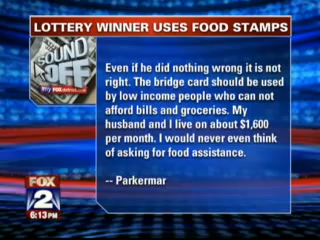 LOTTERY WINNER USES FOOD STAMPS
SOUND
OFF
myFOXdetroit.com
Even if he did nothing wrong it is not
right. The bridge card should be used
by low income people who can not
afford bills and groceries. My
husband and I live on about $1,600
per month. I would never even think
of asking for food assistance.
-- Parkermar
FOX
2
6:13 PM